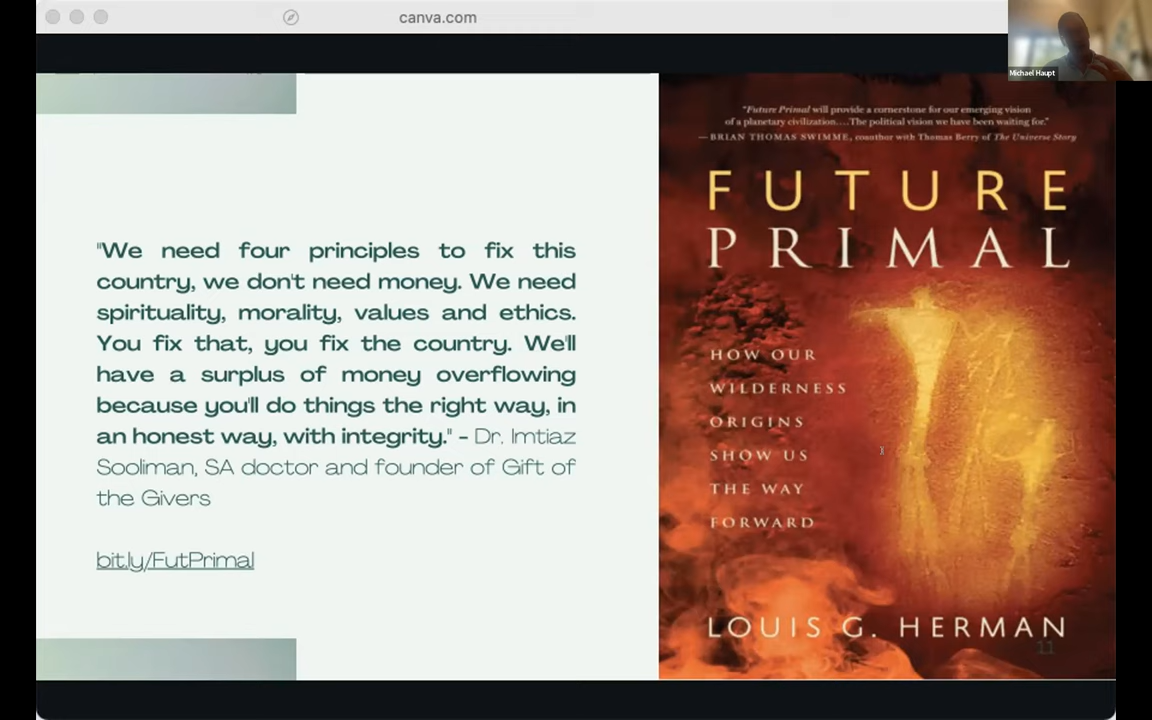 canva.com
Michael Haupt
"We need four principles to fix this
country, we don't need money. We need
spirituality, morality, values and ethics.
You fix that, you fix the country. We'll
have a surplus of money overflowing
because you'll do things the right way, in
an honest way, with integrity." - Dr. Imtiaz
Sooliman, SA doctor and founder of Gift of
the Givers
bit.ly/FutPrimal
"Future Primal will provide a cornerstone for our emerging vision
of a planetary civilization....The political vision we have been waiting for."
— BRIAN THOMAS SWIMME, coauthor with Thomas Berry of The Universe Story
FUTURE
PRIMAL
HOW OUR
WILDERNESS
ORIGINS
SHOW US
THE WAY
FORWARD
LOUIS G. HERMAN
11